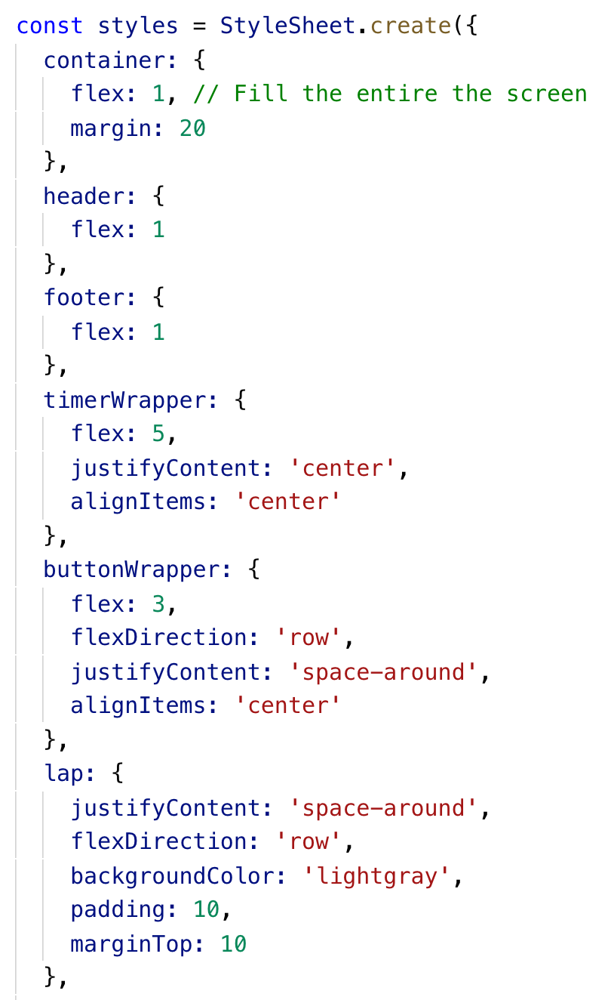 const styles = StyleSheet.create({
  container: {
    flex: 1, // Fill the entire the screen
    margin: 20
  },
  header: {
    flex: 1
  },
  footer: {
    flex: 1
  },
  timerWrapper: {
    flex: 5,
    justifyContent: 'center',
    alignItems: 'center'
  },
  buttonWrapper: {
    flex: 3,
    flexDirection: 'row',
    justifyContent: 'space-around',
    alignItems: 'center'
  },
  lap: {
    justifyContent: 'space-around',
    flexDirection: 'row',
    backgroundColor: 'lightgray',
    padding: 10,
    marginTop: 10
  },